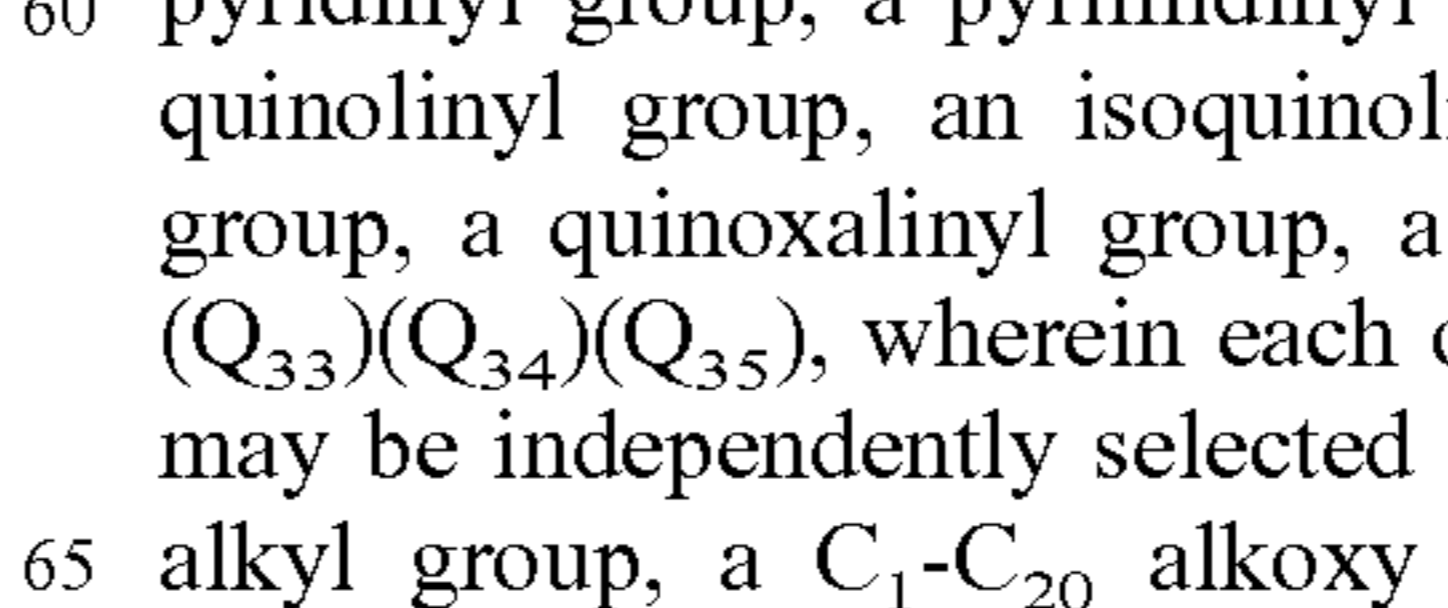 60 pyridinyl group, a pyrimidinyl
quinolinyl group, an
group, a quinoxalinyl group, a
(Q₃₃)(Q₃₄)(Q₃₅), wherein each
may be independently selected
65 alkyl group, a C₁-C₂₀ alkoxy